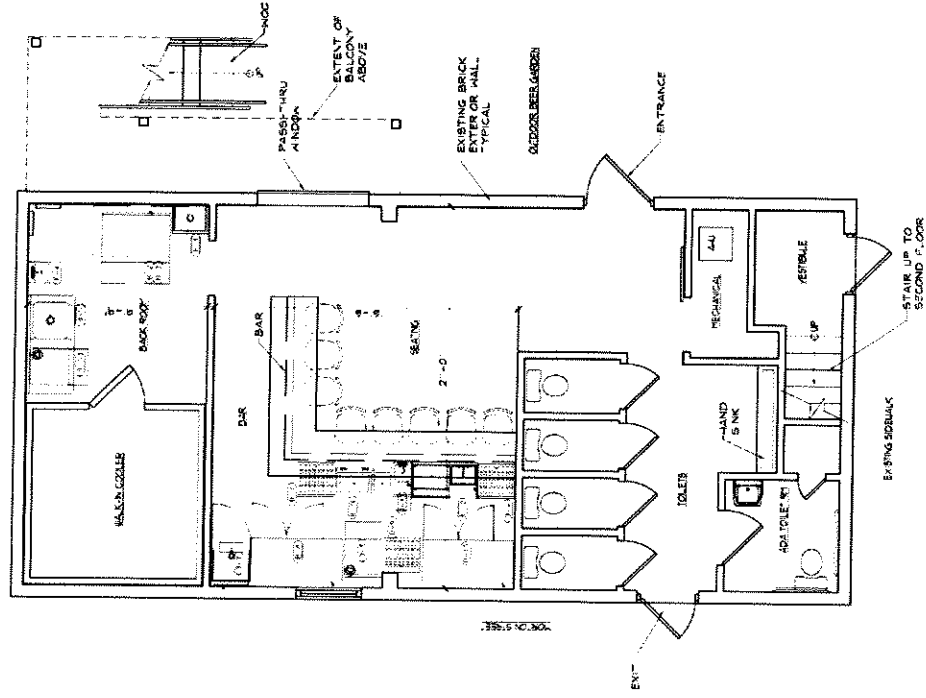 PASS-THRU
WINDOW
EXTENT OF
BALCONY
ABOVE
EXISTING BRICK
EXTERIOR WALL
TYPICAL
OUTDOOR BEER GARDEN
ENTRANCE
BACK ROOM
WALK-IN COOLER
BAR
BAR
SEATING
MECHANICAL
AHU
VESTIBULE
UP
STAIR UP TO
SECOND FLOOR
EXISTING SIDEWALK
HAND
SINK
TOILETS
ADA TOILET RM
EXIT